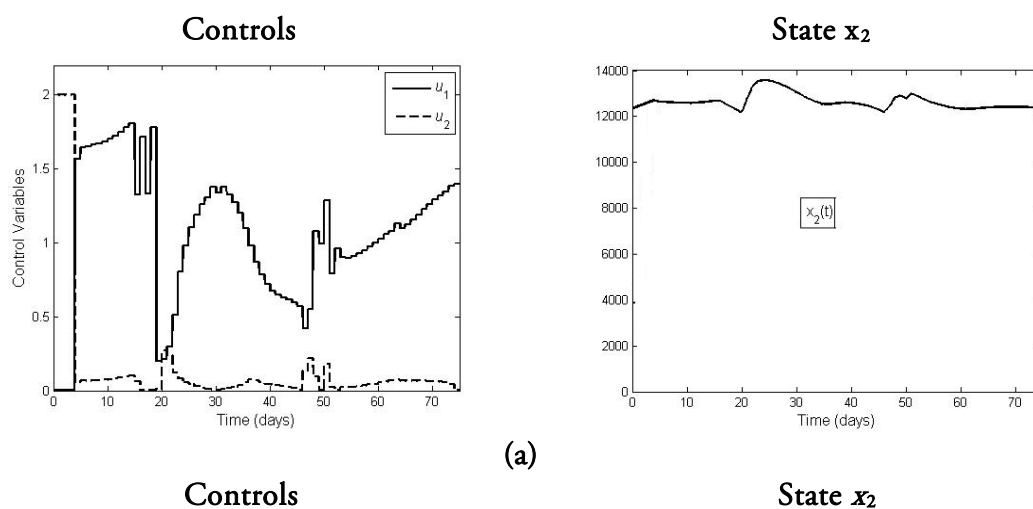 Controls
State x₂
2
1.5
1
0.5
0
Control Variables
u₁
u₂
0 10 20 30 40 50 60 70
Time (days)
14000
12000
10000
8000
6000
4000
2000
0
x₂(t)
0 10 20 30 40 50 60 70
Time (days)
(a)
Controls
State x₂